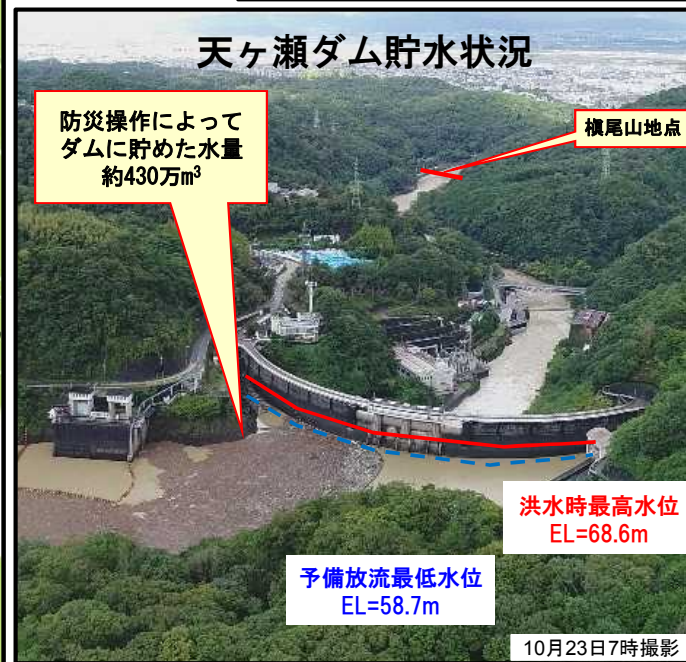 天ヶ瀬ダム貯水状況
防災操作によって
ダムに貯めた水量
約430万m³
槇尾山地点
洪水時最高水位
EL=68.6m
予備放流最低水位
EL=58.7m
10月23日7時撮影